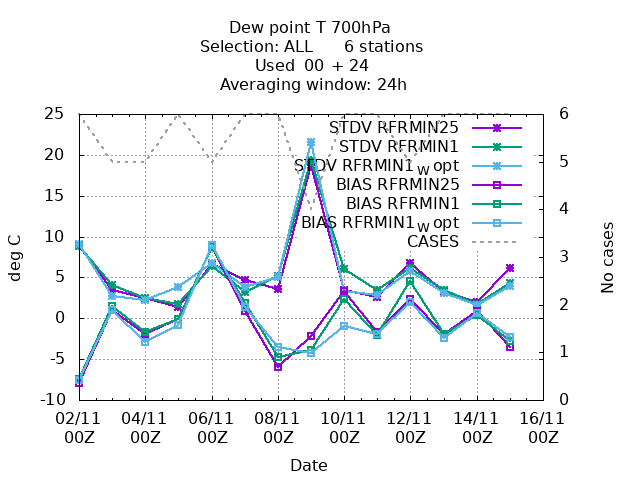 Dew point T 700hPa
Selection: ALL 6 stations
Used 00 + 24
Averaging window: 24h
25
20
15
10
5
0
-5
-10
deg C
6
5
4
3
2
1
0
No cases
STDV RFRMIN25
STDV RFRMIN1
STDV RFRMIN1_W opt
BIAS RFRMIN25
BIAS RFRMIN1
BIAS RFRMIN1_W opt
CASES
02/11 04/11 06/11 08/11 10/11 12/11 14/11 16/11
00Z 00Z 00Z 00Z 00Z 00Z 00Z 00Z
Date